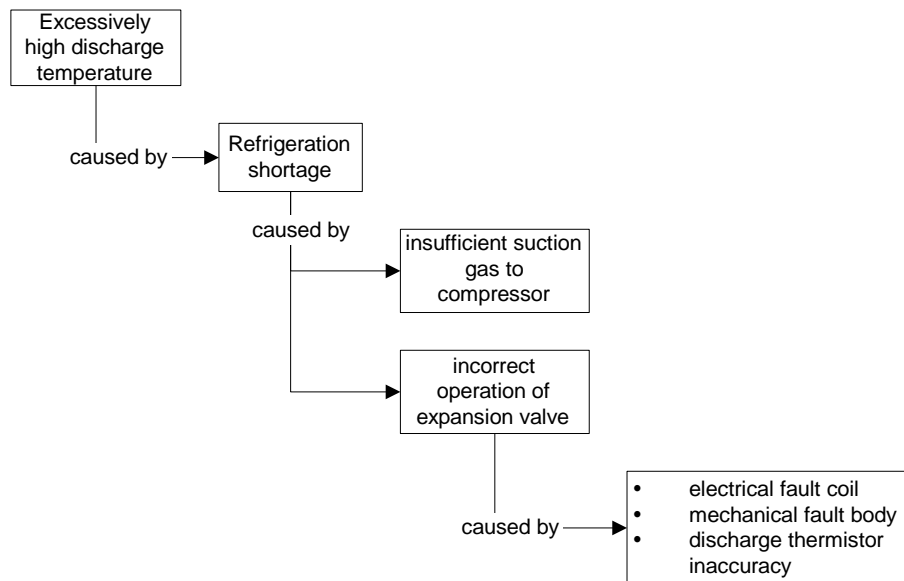 Excessively
high discharge
temperature
caused by
Refrigeration
shortage
caused by
insufficient suction
gas to
compressor
incorrect
operation of
expansion valve
caused by
• electrical fault coil
• mechanical fault body
• discharge thermistor
inaccuracy